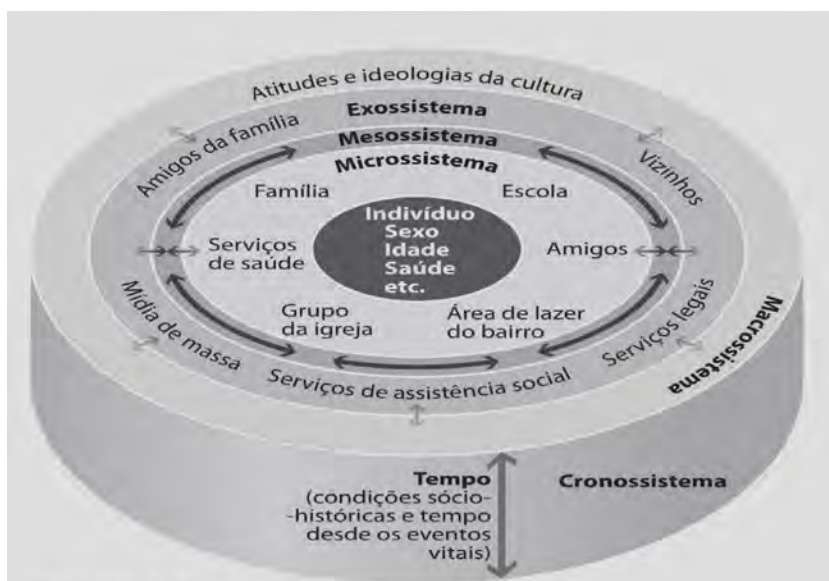 Atitudes e ideologias da cultura
Exossistema
Amigos da família
Mesossistema
Vizinhos
Microssistema
Família
Escola
Indivíduo
Sexo
Idade
Saúde
etc.
Serviços
de saúde
Amigos
Grupo
da igreja
Área de lazer
do bairro
Mídia de massa
Serviços legais
Serviços de assistência social
Macrossistema
Tempo
(condições sócio-
-históricas e tempo
desde os eventos
vitais)
Cronossistema